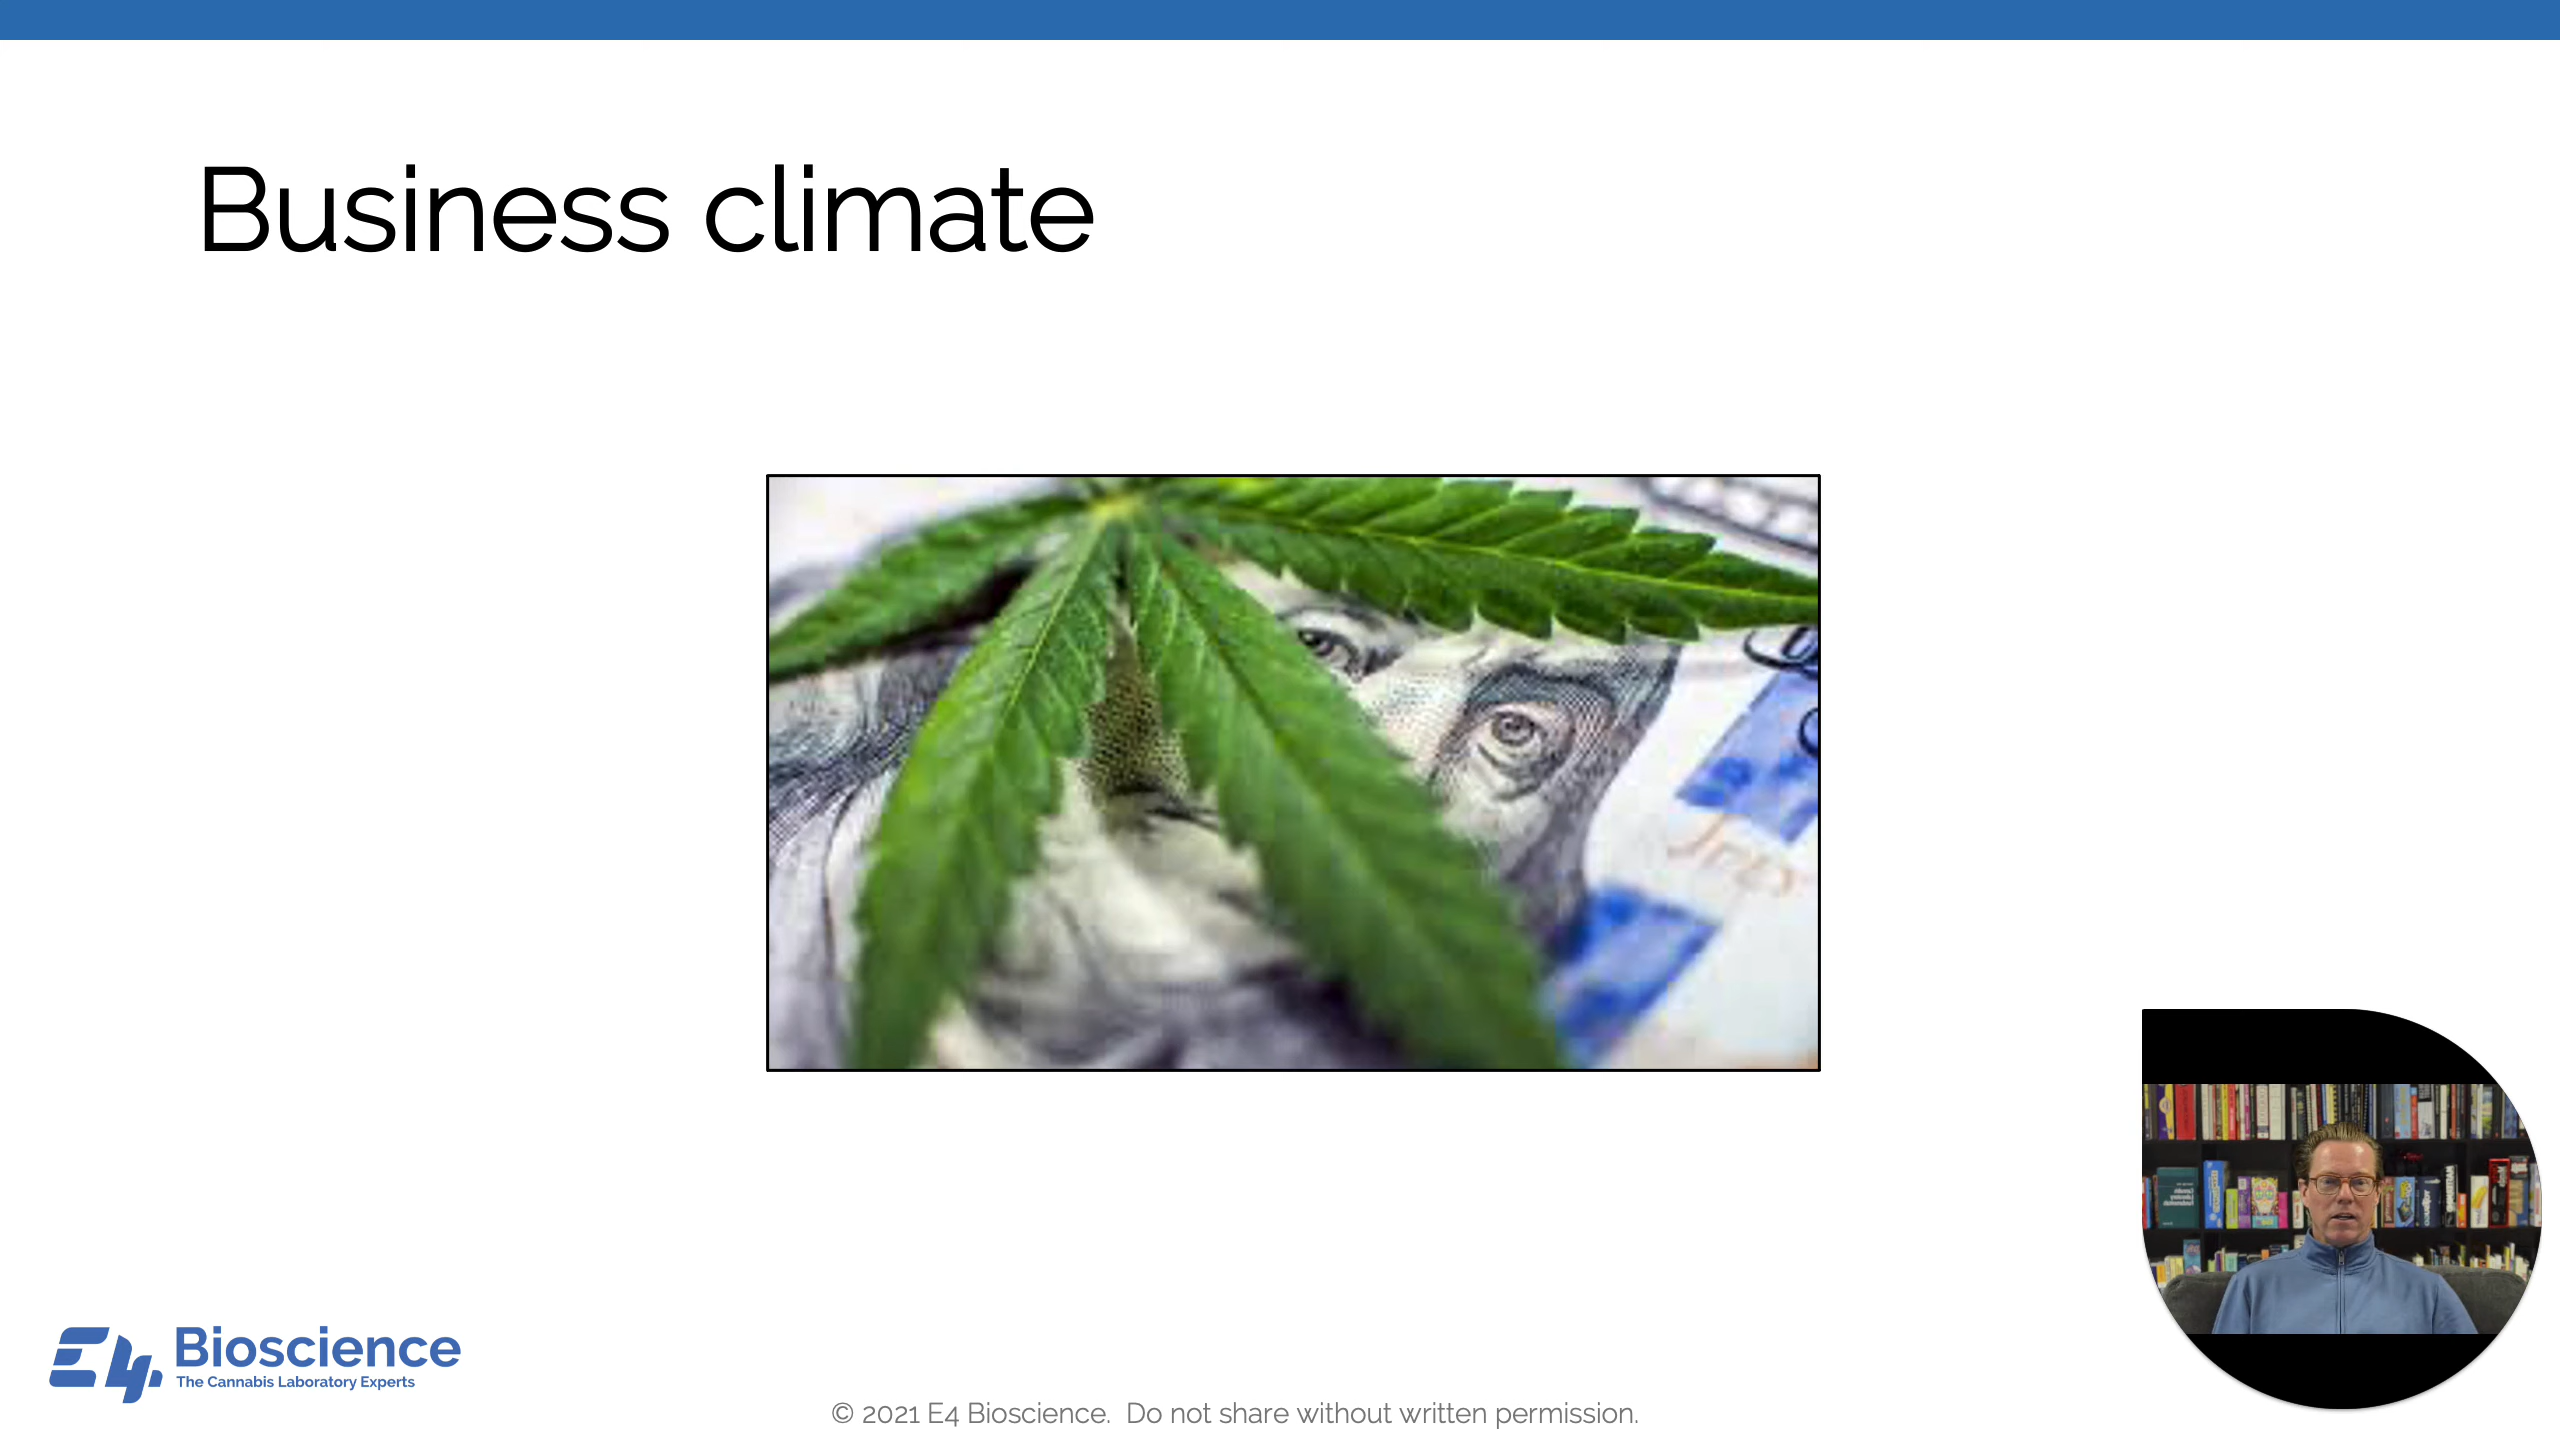 Business climate
E4 Bioscience
The Cannabis Laboratory Experts
© 2021 E4 Bioscience.  Do not share without written permission.